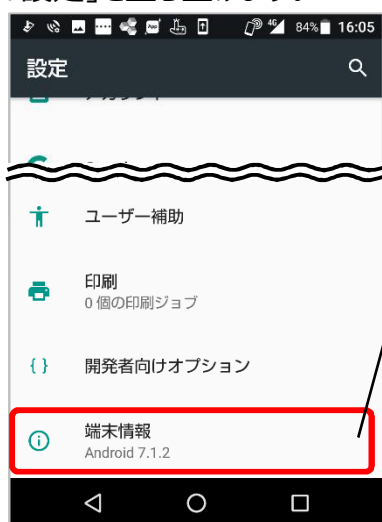 4G 84% 16:05
設定
ユーザー補助
印刷
0 個の印刷ジョブ
{ } 開発者向けオプション
端末情報
Android 7.1.2